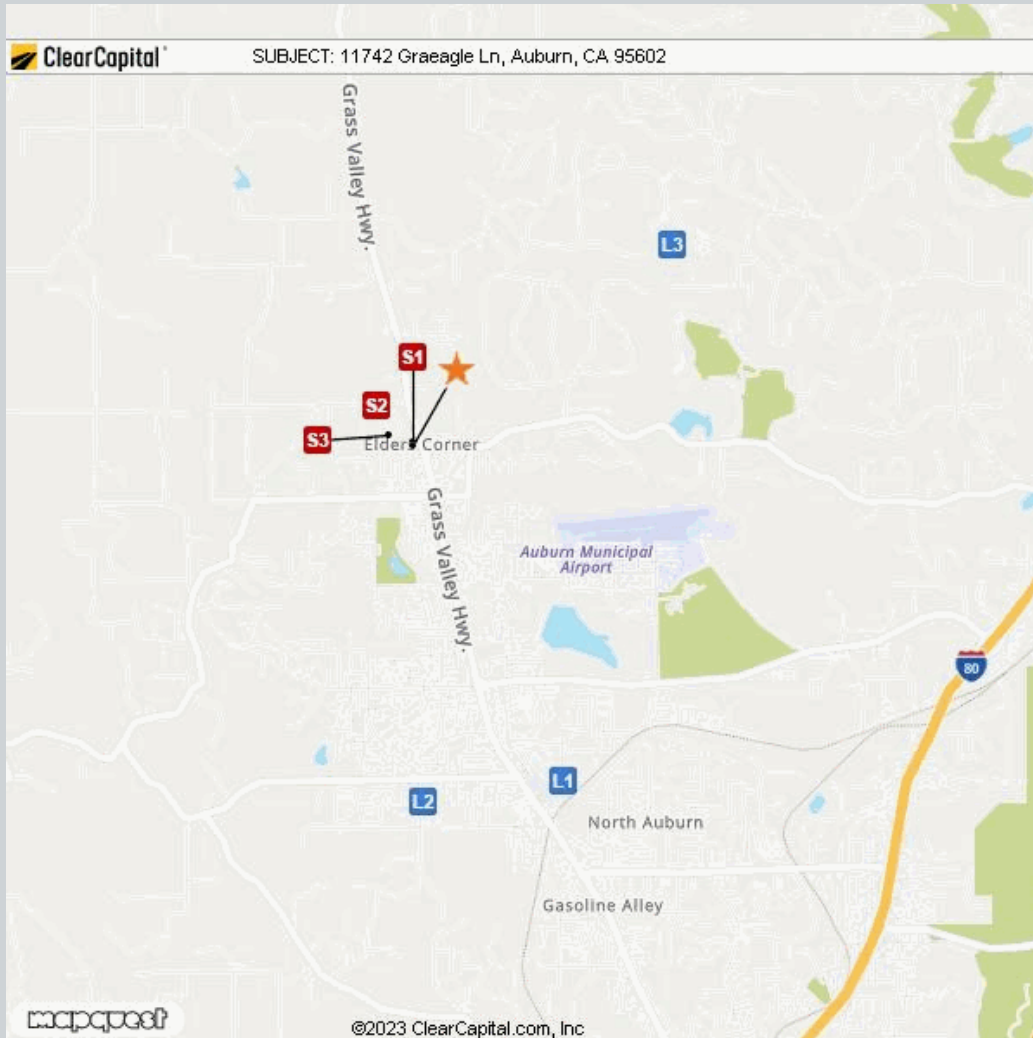 ClearCapital
SUBJECT: 11742 Graeagle Ln, Auburn, CA 95602
Grass Valley Hwy.
L3
S1
S2
S3
Elders Corner
Grass Valley Hwy.
Auburn Municipal
Airport
80
L1
L2
North Auburn
Gasoline Alley
mapquest
©2023 ClearCapital.com, Inc